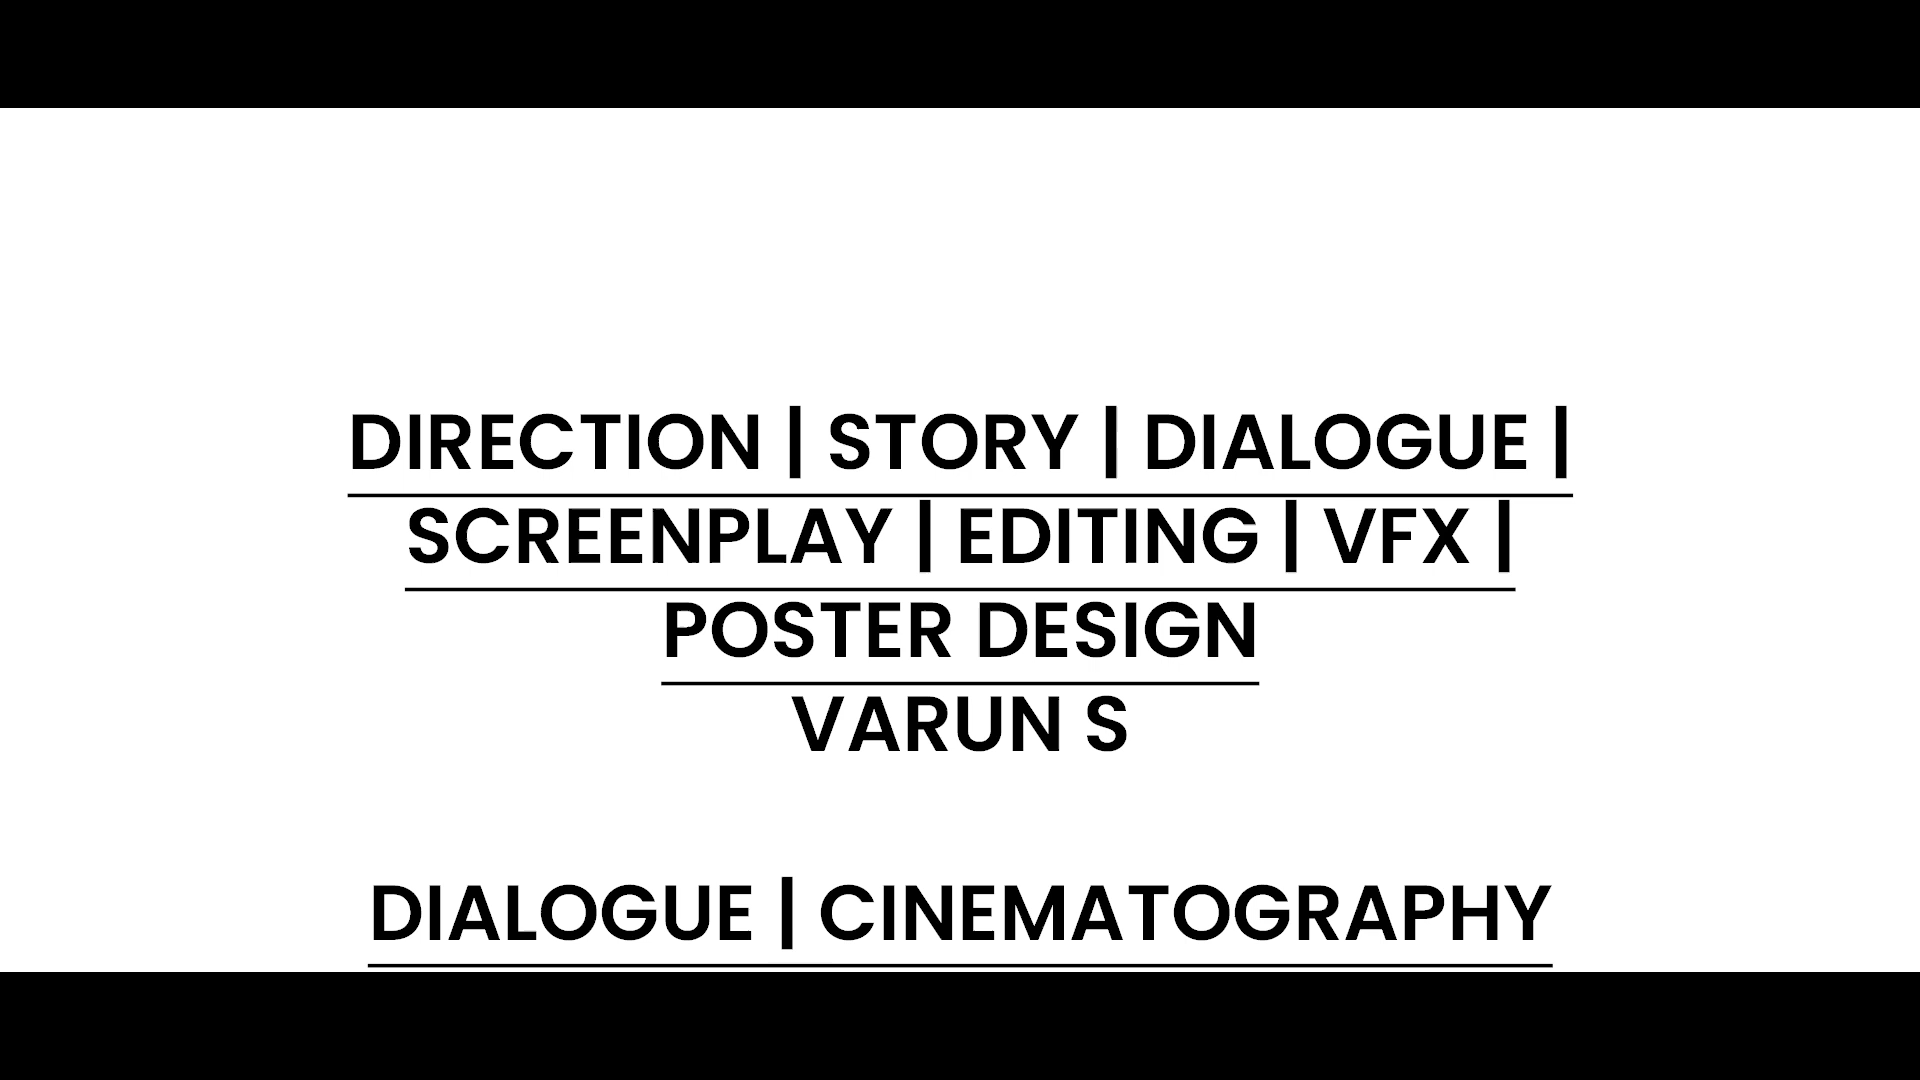 DIRECTION | STORY | DIALOGUE |
SCREENPLAY | EDITING | VFX |
POSTER DESIGN
VARUN S
DIALOGUE | CINEMATOGRAPHY